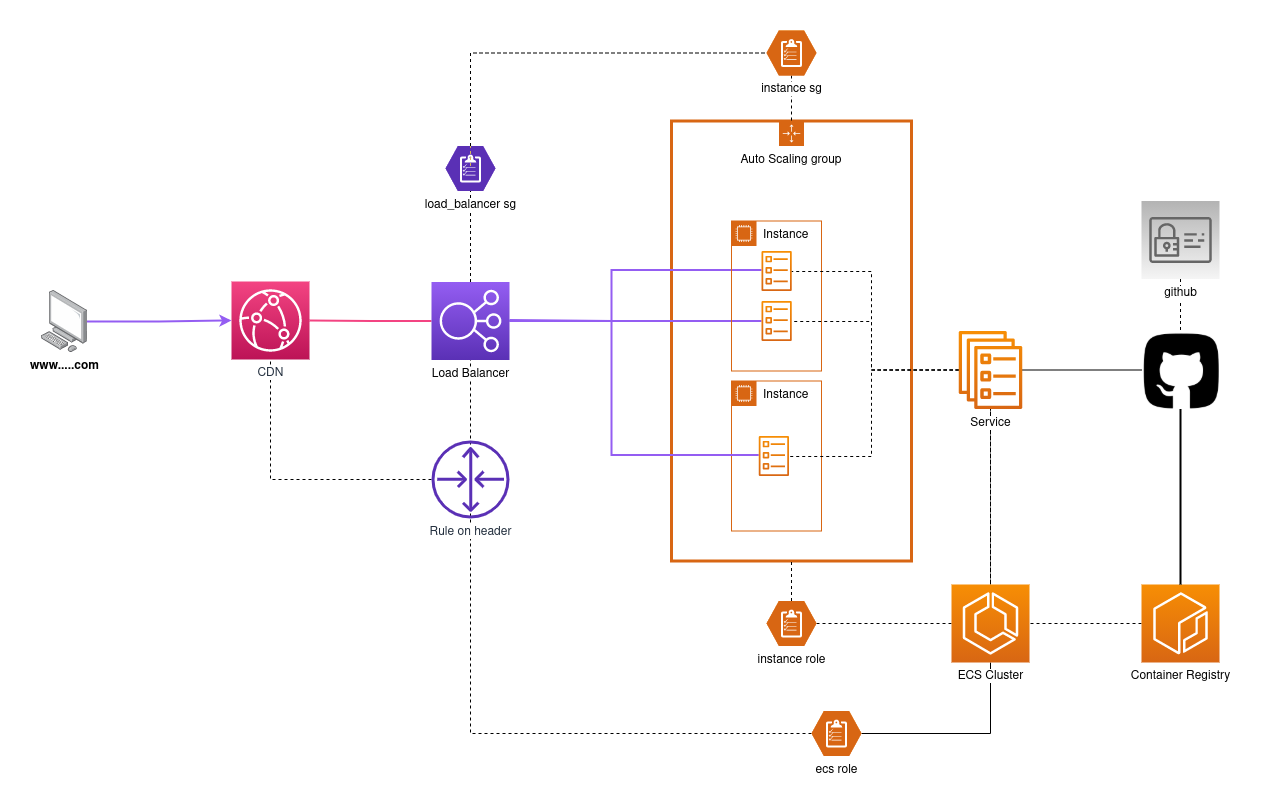 instance sg
Auto Scaling group
load_balancer sg
Instance
github
www.....com
CDN
Load Balancer
Instance
Service
Rule on header
instance role
ECS Cluster
Container Registry
ecs role